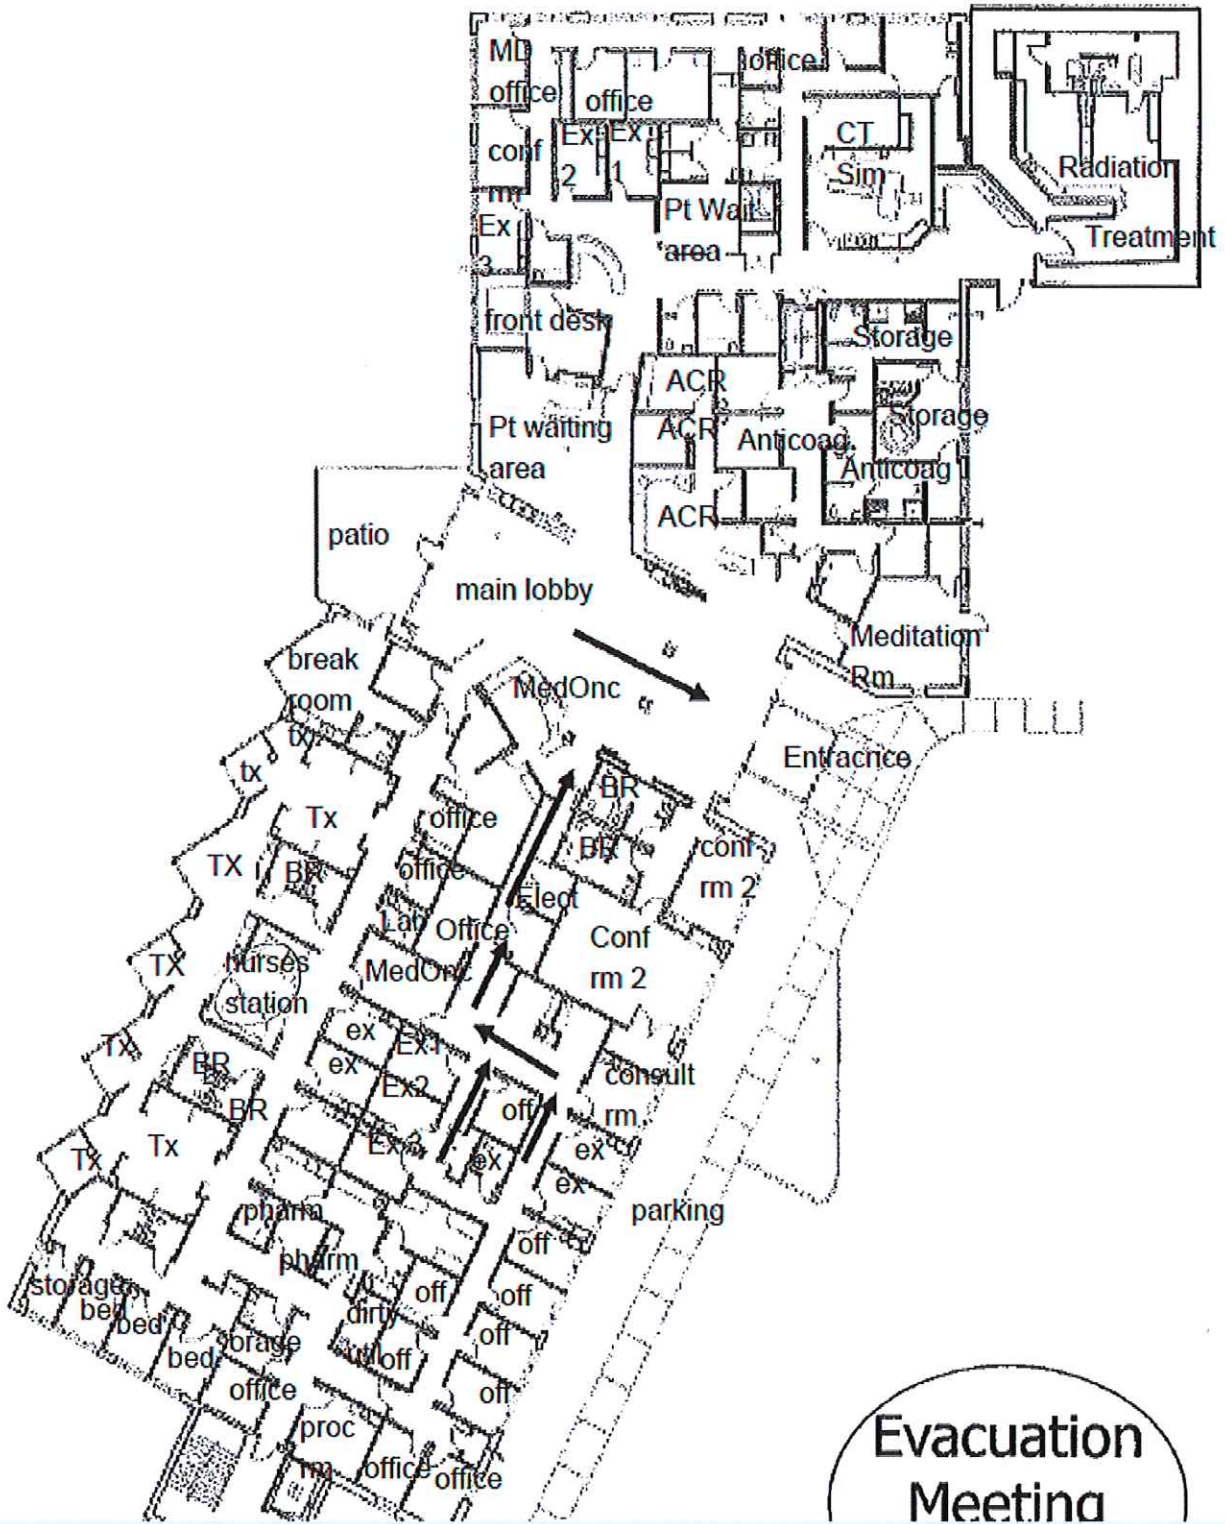 MD
office
office
office
conf
rm
Ex
2
Ex
1
CT
Sim
Radiation
Treatment
Pt Wait
area
Ex
3
front desk
Storage
ACR
Storage
Pt waiting
area
ACR
Anticoag
Anticoag
ACR
patio
main lobby
Meditation
Rm
break
room
MedOnc
tx
tx
Entracnce
BR
Tx
office
BR
conf
rm 2
TX
BR
office
Elect
Lab
Office
Conf
rm 2
TX
nurses
station
MedOnc
ex
Ex1
Tx
ex
Ex2
consult
rm
BR
BR
off
Tx
Tx
Ex 3
ex
ex
ex
pharm
parking
pharm
off
storage
bed
bed
bed
orage
dirty
util
off
off
off
off
off
office
proc
rm
office
office
Evacuation
Meeting